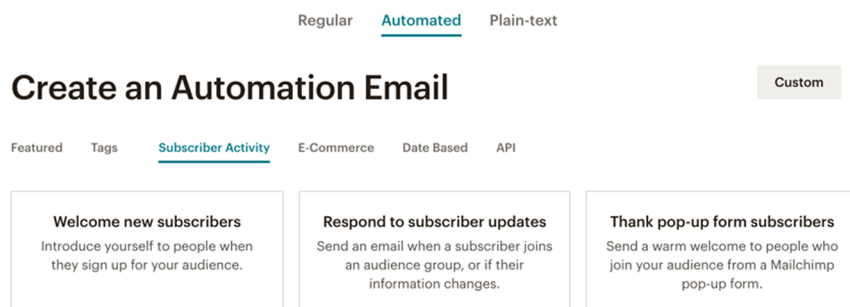 Regular Automated Plain-text
Create an Automation Email
Custom
Featured Tags Subscriber Activity E-Commerce Date Based API
Welcome new subscribers
Introduce yourself to people when
they sign up for your audience.
Respond to subscriber updates
Send an email when a subscriber joins
an audience group, or if their
information changes.
Thank pop-up form subscribers
Send a warm welcome to people who
join your audience from a Mailchimp
pop-up form.